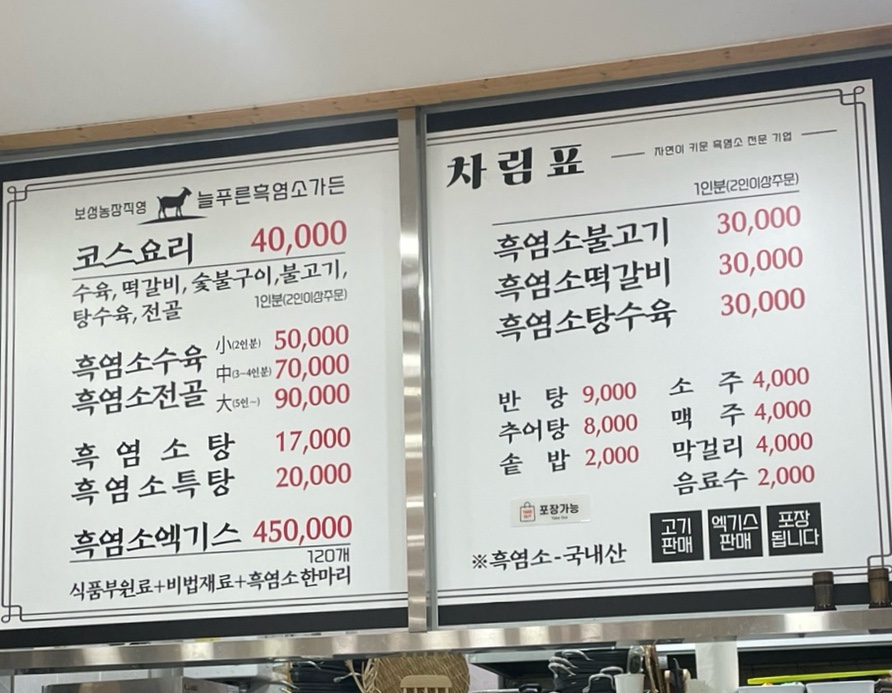 보성농장직영 늘푸른흑염소가든
코스요리 40,000
수육, 떡갈비, 숯불구이, 불고기,
탕수육, 전골 1인분(2인이상주문)
흑염소수육
흑염소전골
小(2인분) 50,000
中(3~4인분) 70,000
大(5인~) 90,000
흑염소탕 17,000
흑염소특탕 20,000
흑염소엑기스 450,000
120개
식품부원료+비법재료+흑염소한마리
차림표 자연이 키운 흑염소 전문 기업
1인분(2인이상주문)
흑염소불고기 30,000
흑염소떡갈비 30,000
흑염소탕수육 30,000
반탕 9,000
추어탕 8,000
솥밥 2,000
소주 4,000
맥주 4,000
막걸리 4,000
음료수 2,000
포장가능
Take Out
고기
판매
엑기스
판매
포장
됩니다
※흑염소-국내산